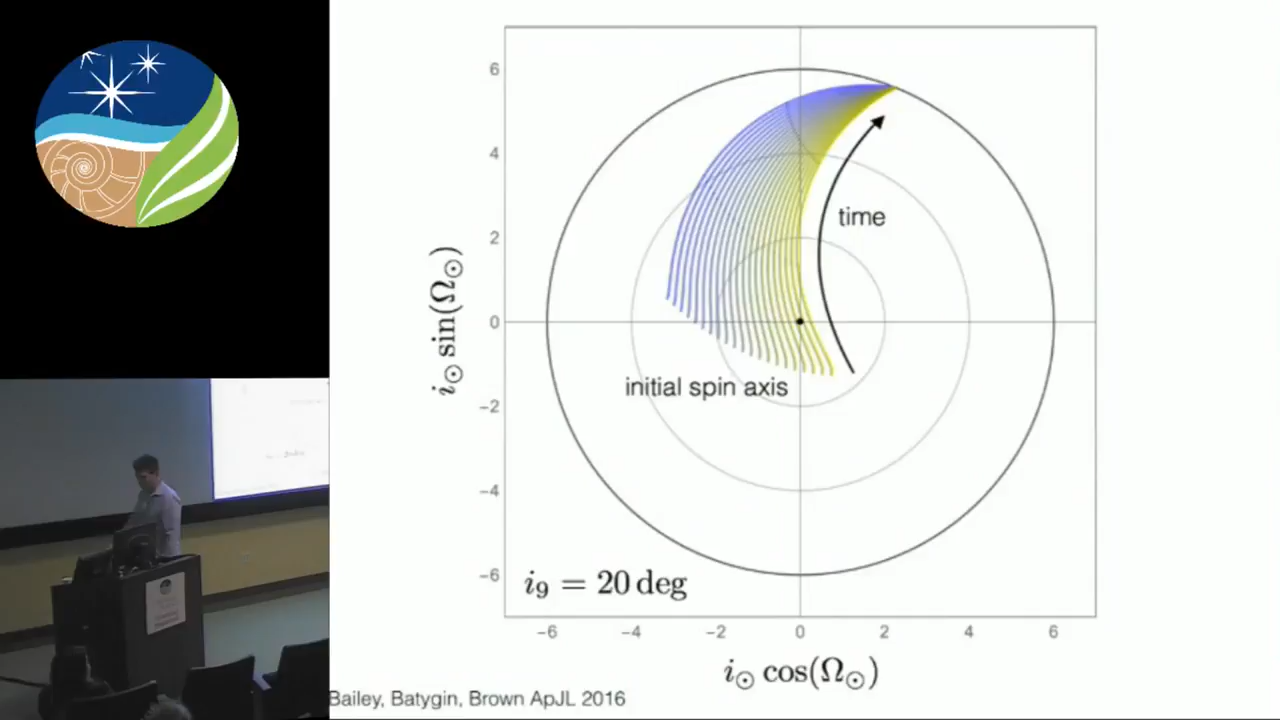 6
4
2
0
−2
−4
−6
i☉ sin(Ω☉)
time
initial spin axis
i₉ = 20 deg
−6 −4 −2 0 2 4 6
i☉ cos(Ω☉)
Bailey, Batygin, Brown ApJL 2016